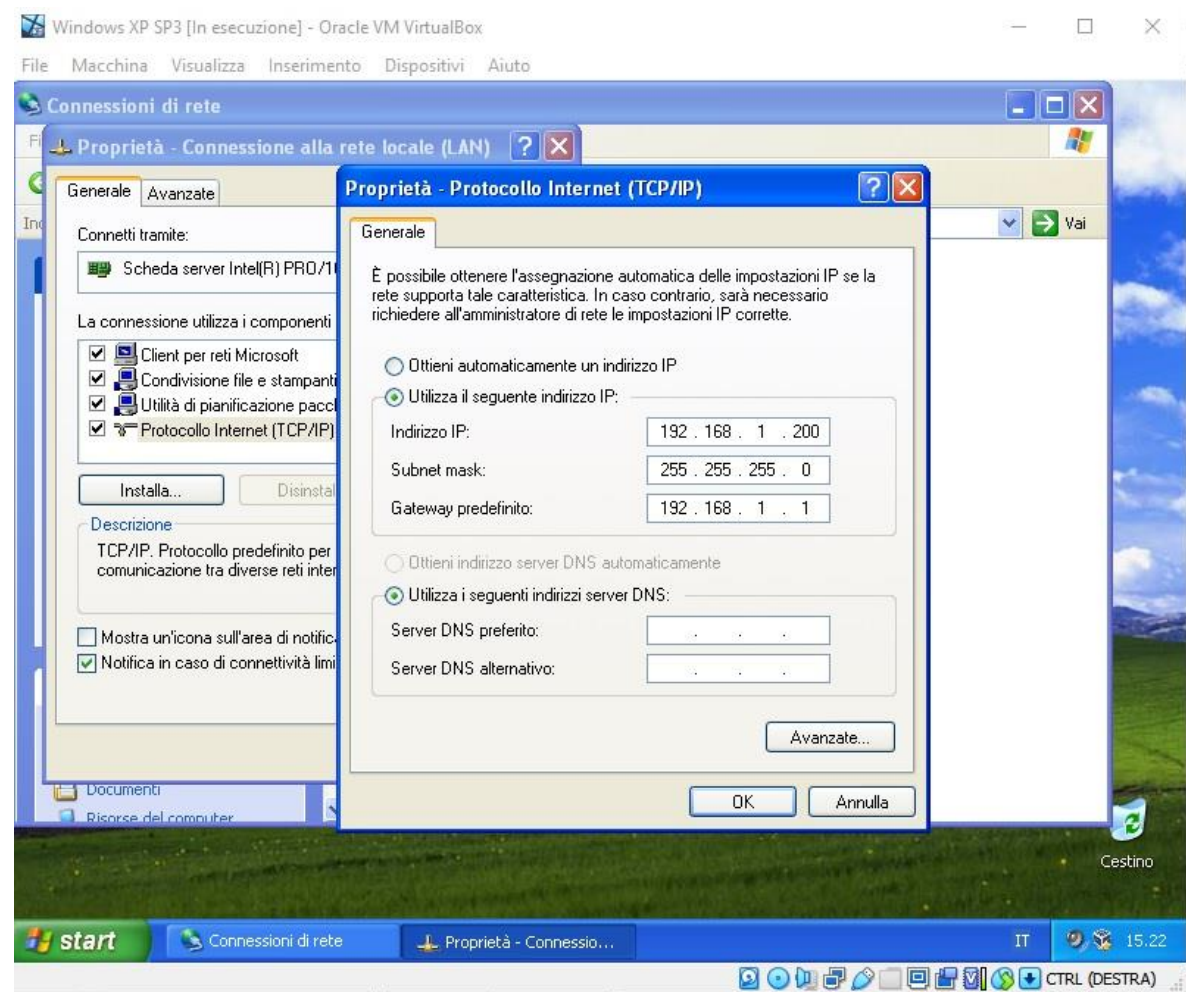 Windows XP SP3 [In esecuzione] - Oracle VM VirtualBox
File Macchina Visualizza Inserimento Dispositivi Aiuto
Connessioni di rete
Proprietà - Connessione alla rete locale (LAN)
Generale Avanzate
Connetti tramite:
Scheda server Intel(R) PRO/10
La connessione utilizza i componenti
Client per reti Microsoft
Condivisione file e stampanti
Utilità di pianificazione pacc
Protocollo Internet (TCP/IP)
Installa... Disinstal
Descrizione
TCP/IP. Protocollo predefinito per
comunicazione tra diverse reti inter
Mostra un'icona sull'area di notific
Notifica in caso di connettività limi
Proprietà - Protocollo Internet (TCP/IP)
Generale
È possibile ottenere l'assegnazione automatica delle impostazioni IP se la
rete supporta tale caratteristica. In caso contrario, sarà necessario
richiedere all'amministratore di rete le impostazioni IP corrette.
Ottieni automaticamente un indirizzo IP
Utilizza il seguente indirizzo IP:
Indirizzo IP: 192 . 168 . 1 . 200
Subnet mask: 255 . 255 . 255 . 0
Gateway predefinito: 192 . 168 . 1 . 1
Ottieni indirizzo server DNS automaticamente
Utilizza i seguenti indirizzi server DNS:
Server DNS preferito: . . .
Server DNS alternativo: . . .
Avanzate...
OK Annulla
Vai
Documenti
Risorse del computer
Cestino
start Connessioni di rete Proprietà - Connessio... IT 15.22
CTRL (DESTRA)